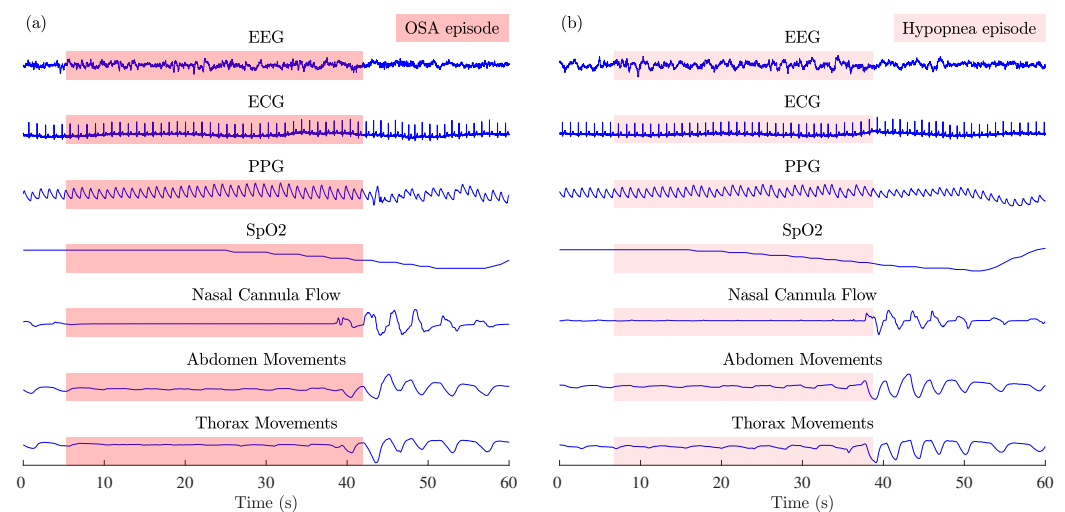 (a)
OSA episode
EEG
ECG
PPG
SpO2
Nasal Cannula Flow
Abdomen Movements
Thorax Movements
0 10 20 30 40 50 60
Time (s)
(b)
Hypopnea episode
EEG
ECG
PPG
SpO2
Nasal Cannula Flow
Abdomen Movements
Thorax Movements
0 10 20 30 40 50 60
Time (s)